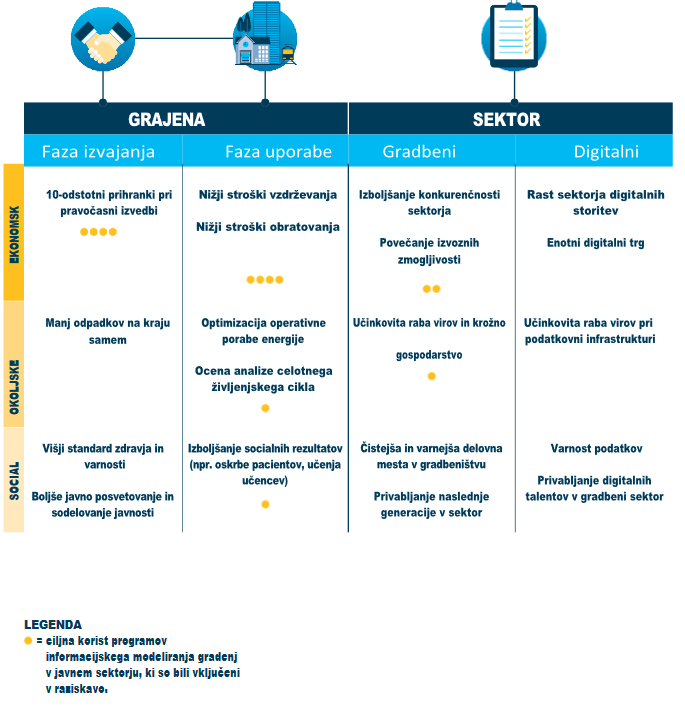 GRAJENA
SEKTOR
Faza izvajanja
Faza uporabe
Gradbeni
Digitalni
EKONOMSK
10-odstotni prihranki pri
pravočasni izvedbi
Nižji stroški vzdrževanja
Nižji stroški obratovanja
Izboljšanje konkurenčnosti
sektorja
Povečanje izvoznih
zmogljivosti
Rast sektorja digitalnih
storitev
Enotni digitalni trg
OKOLJSKE
Manj odpadkov na kraju
samem
Optimizacija operativne
porabe energije
Ocena analize celotnega
življenjskega cikla
Učinkovita raba virov in krožno
gospodarstvo
Učinkovita raba virov pri
podatkovni infrastrukturi
SOCIAL
Višji standard zdravja in
varnosti
Boljše javno posvetovanje in
sodelovanje javnosti
Izboljšanje socialnih rezultatov
(npr. oskrbe pacientov, učenja
učencev)
Čistejša in varnejša delovna
mesta v gradbeništvu
Privabljanje naslednje
generacije v sektor
Varnost podatkov
Privabljanje digitalnih
talentov v gradbeni sektor
LEGENDA
= ciljna korist programov
informacijskega modeliranja gradenj
v javnem sektorju, ki so bili vključeni
v raziskavo.